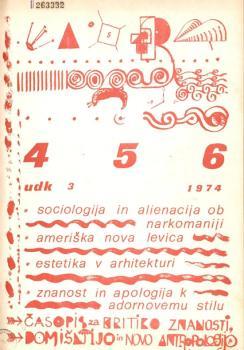 263332
S
4 5 6
udk 3 1974
• sociologija in alienacija ob
narkomaniji
• ameriška nova levica
• estetika v arhitekturi
• znanost in apologija k
adornovemu stilu
ČASOPIS za KRITIKO ZNANOSTI,
DOMIŠLJIJO in NOVO ANTROPOLOGIJO